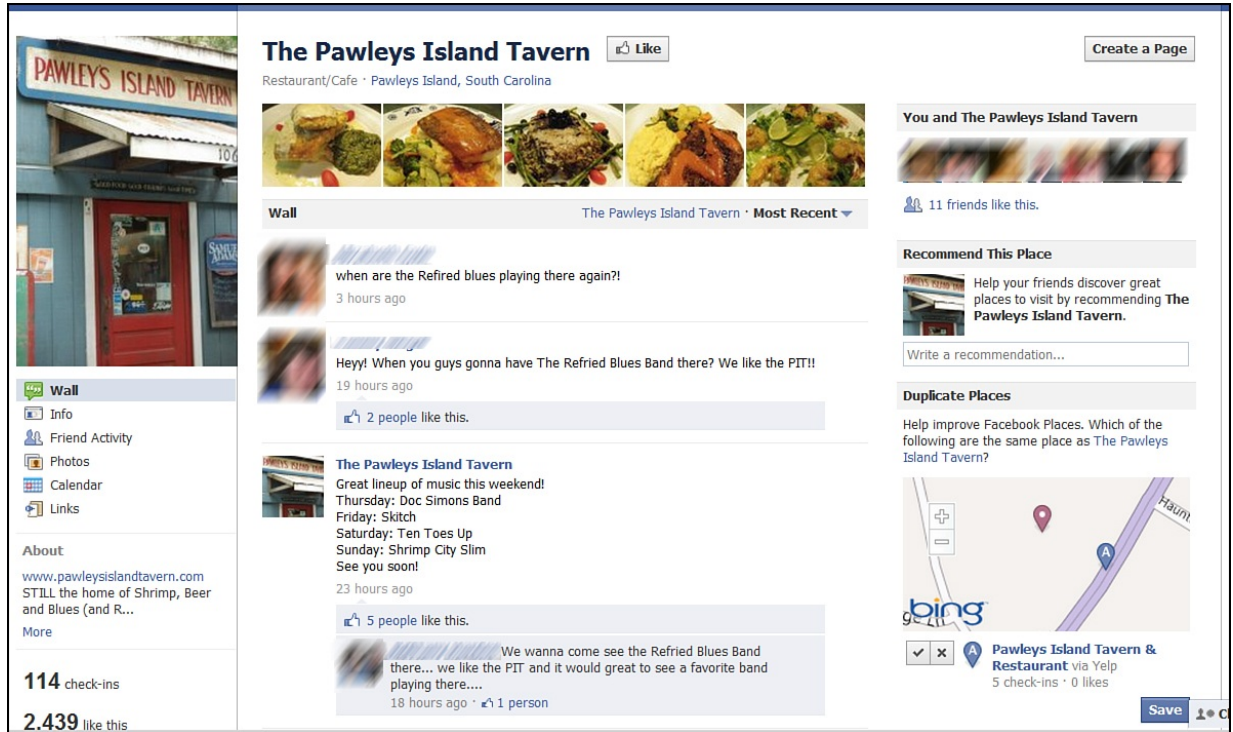 PAWLEY'S ISLAND TAVERN
106
SAMUEL
ADAMS
Wall
Info
Friend Activity
Photos
Calendar
Links
About
www.pawleysislandtavern.com
STILL the home of Shrimp, Beer
and Blues (and R...
More
114 check-ins
2,439 like this
The Pawleys Island Tavern
Like
Restaurant/Cafe · Pawleys Island, South Carolina
Wall
The Pawleys Island Tavern · Most Recent
when are the Refired blues playing there again?!
3 hours ago
Heyy! When you guys gonna have The Refried Blues Band there? We like the PIT!!
19 hours ago
2 people like this.
The Pawleys Island Tavern
Great lineup of music this weekend!
Thursday: Doc Simons Band
Friday: Skitch
Saturday: Ten Toes Up
Sunday: Shrimp City Slim
See you soon!
23 hours ago
5 people like this.
We wanna come see the Refried Blues Band
there... we like the PIT and it would great to see a favorite band
playing there....
18 hours ago · 1 person
Create a Page
You and The Pawleys Island Tavern
11 friends like this.
Recommend This Place
Help your friends discover great
places to visit by recommending The
Pawleys Island Tavern.
Write a recommendation...
Duplicate Places
Help improve Facebook Places. Which of the
following are the same place as The Pawleys
Island Tavern?
Haunt
A
bing
A
Pawleys Island Tavern &
Restaurant via Yelp
5 check-ins · 0 likes
Save